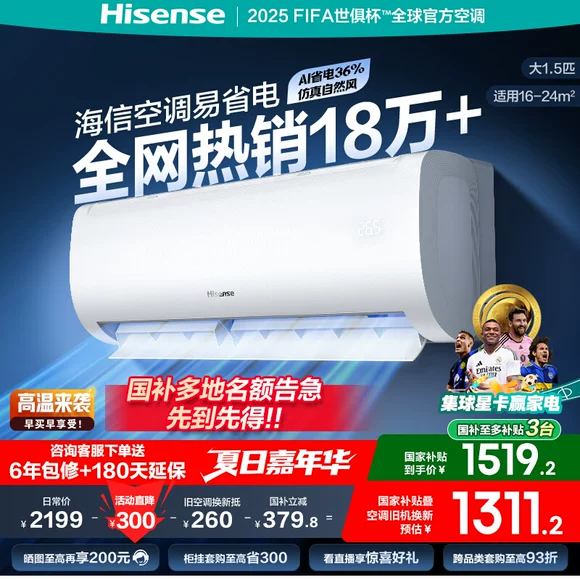 Hisense 2025 FIFA世俱杯™全球官方空调
大1.5匹
适用16-24m²
AI省电36%
仿真自然风
海信空调易省电
全网热销18万+
26.5
Hisense
国补多地名额告急
先到先得!!
高温来袭
早买早享受!
集球星卡赢家电
国补至多补贴3台
咨询客服下单送
6年包修+180天延保
夏日嘉年华
国家补贴
到手价 ¥1519.2
日常价
¥2199
-
活动直降
¥300
-
旧空调换新抵
¥260
-
国补立减
¥379.8
=
国家补贴叠
空调旧机换新
预估¥ 1311.2
晒图至高再享200元
柜挂套购至高省300
看直播享惊喜好礼
跨品类套购至高93折